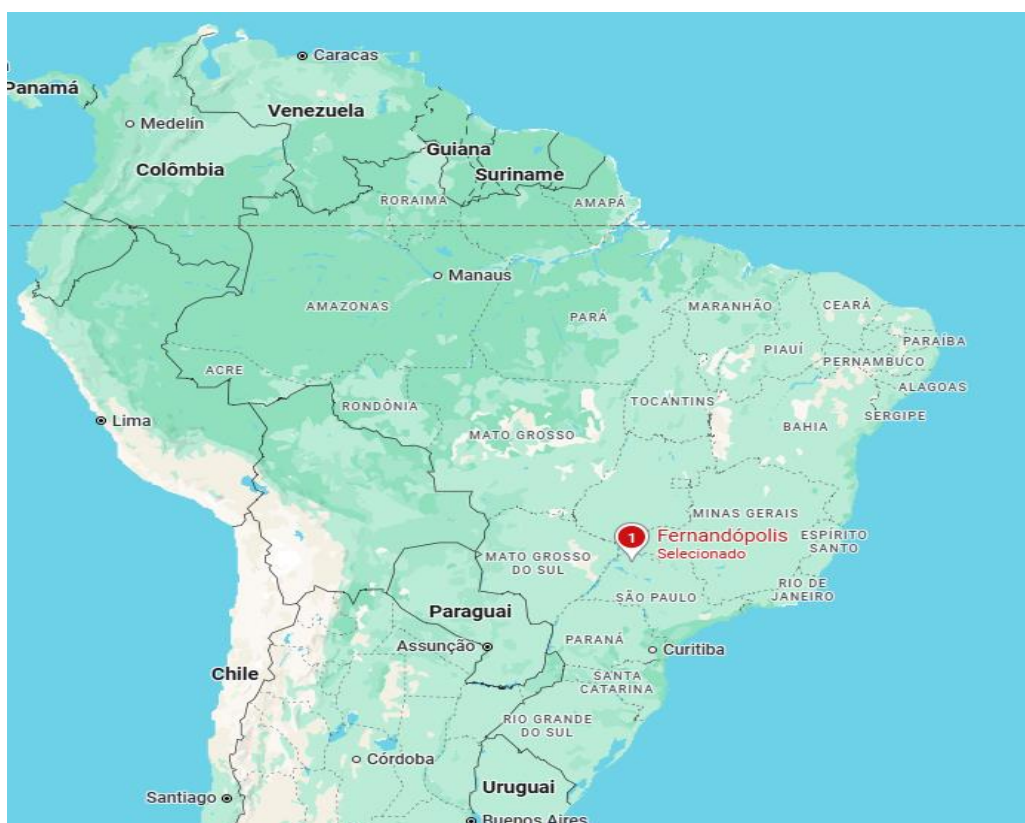 Caracas
Panamá
Venezuela
Medelín
Guiana
Colômbia
Suriname
RORAIMA
AMAPÁ
Manaus
AMAZONAS
PARÁ
MARANHÃO
CEARÁ
PARAÍBA
PIAUÍ
PERNAMBUCO
ACRE
ALAGOAS
RONDÔNIA
TOCANTINS
SERGIPE
Lima
BAHIA
MATO GROSSO
MINAS GERAIS
1
Fernandópolis
Selecionado
ESPÍRITO
SANTO
MATO GROSSO
DO SUL
RIO DE
JANEIRO
SÃO PAULO
Paraguai
PARANÁ
Assunção
Curitiba
Chile
SANTA
CATARINA
RIO GRANDE
DO SUL
Córdoba
Uruguai
Santiago
Buenos Aires